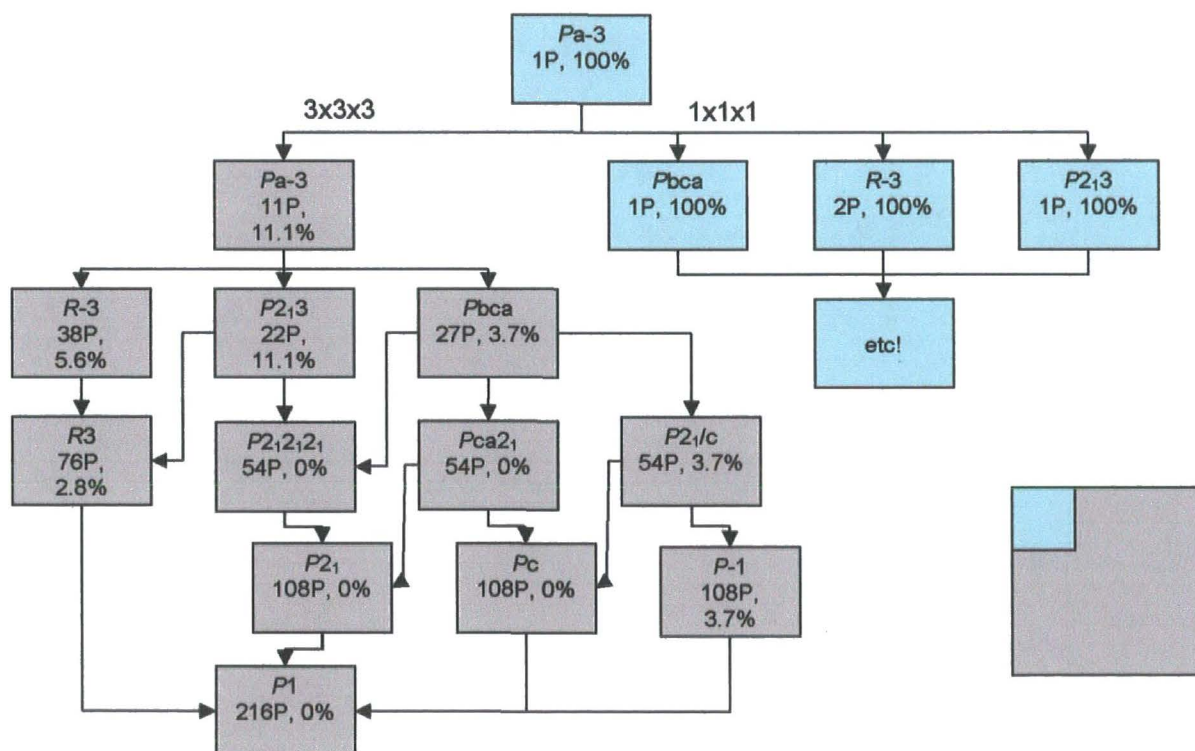 Pa-3
1P, 100%
3x3x3
1x1x1
Pa-3
11P,
11.1%
Pbca
1P, 100%
R-3
2P, 100%
P2₁3
1P, 100%
R-3
38P,
5.6%
P2₁3
22P,
11.1%
Pbca
27P, 3.7%
etc!
R3
76P,
2.8%
P2₁2₁2₁
54P, 0%
Pca2₁
54P, 0%
P2₁/c
54P, 3.7%
P2₁
108P, 0%
Pc
108P, 0%
P-1
108P,
3.7%
P1
216P, 0%